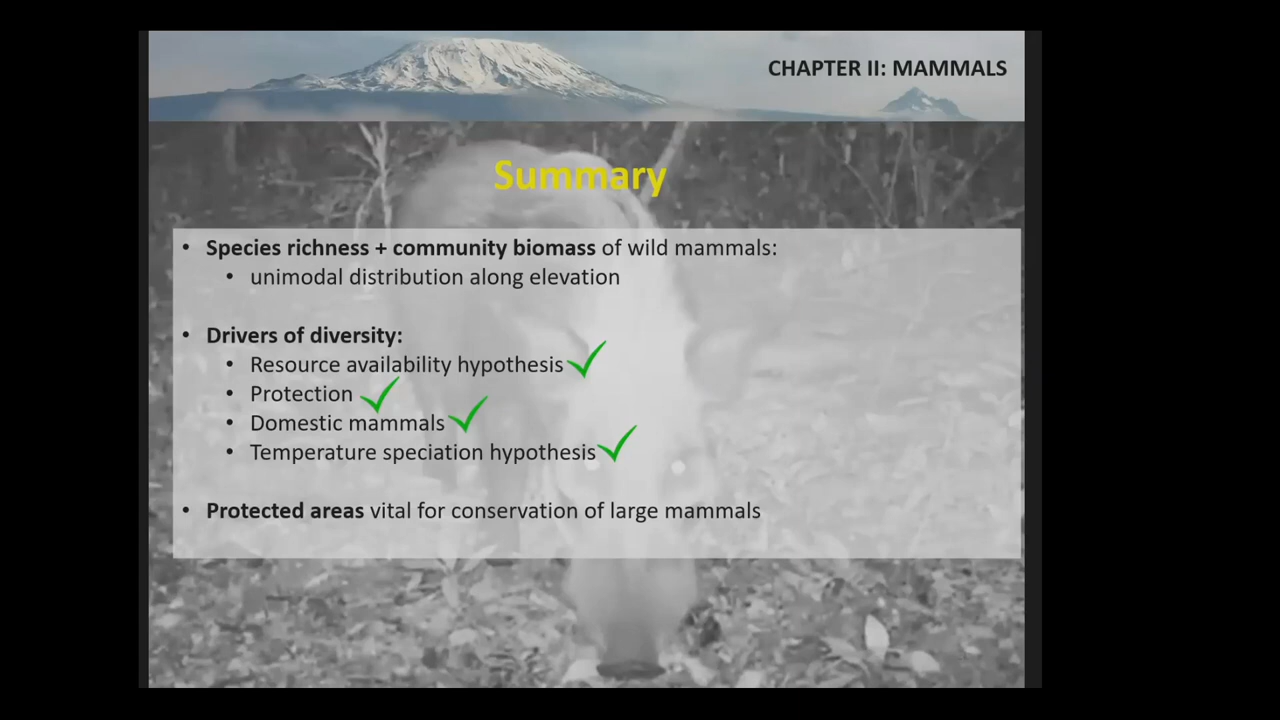 CHAPTER II: MAMMALS
Summary
• Species richness + community biomass of wild mammals:
• unimodal distribution along elevation
• Drivers of diversity:
• Resource availability hypothesis
• Protection
• Domestic mammals
• Temperature speciation hypothesis
• Protected areas vital for conservation of large mammals